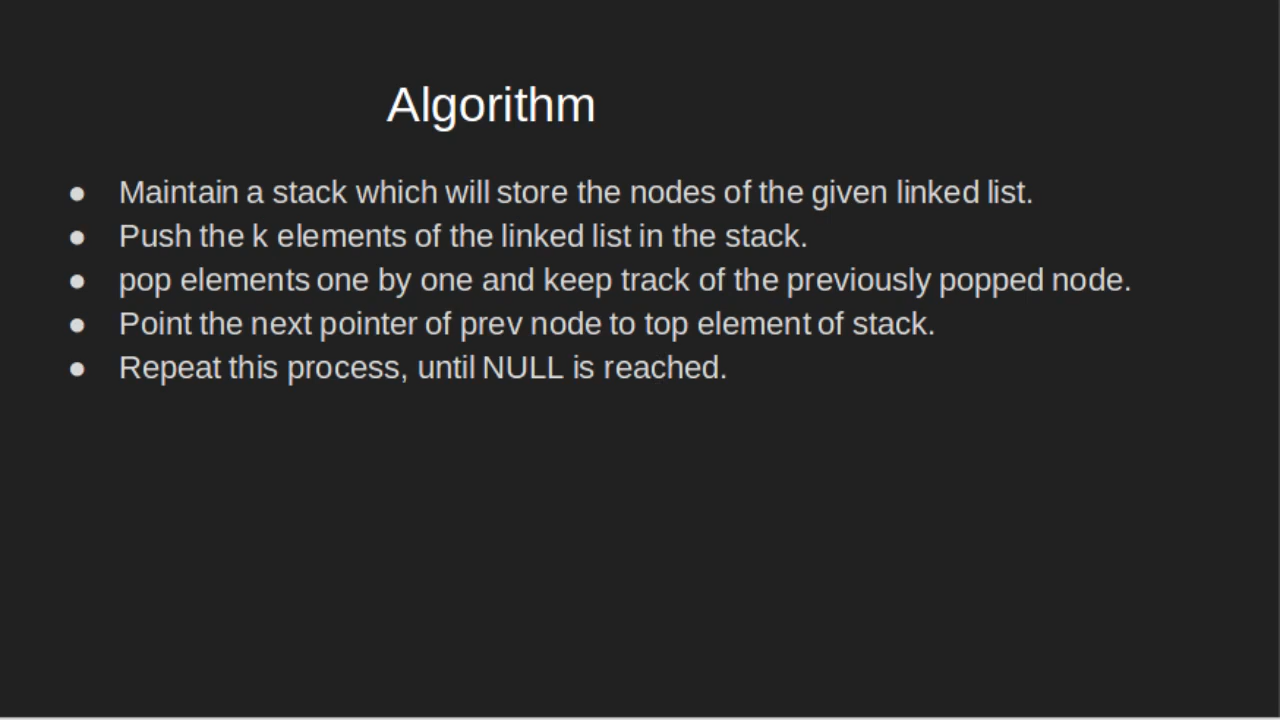 Algorithm
● Maintain a stack which will store the nodes of the given linked list.
● Push the k elements of the linked list in the stack.
● pop elements one by one and keep track of the previously popped node.
● Point the next pointer of prev node to top element of stack.
● Repeat this process, until NULL is reached.